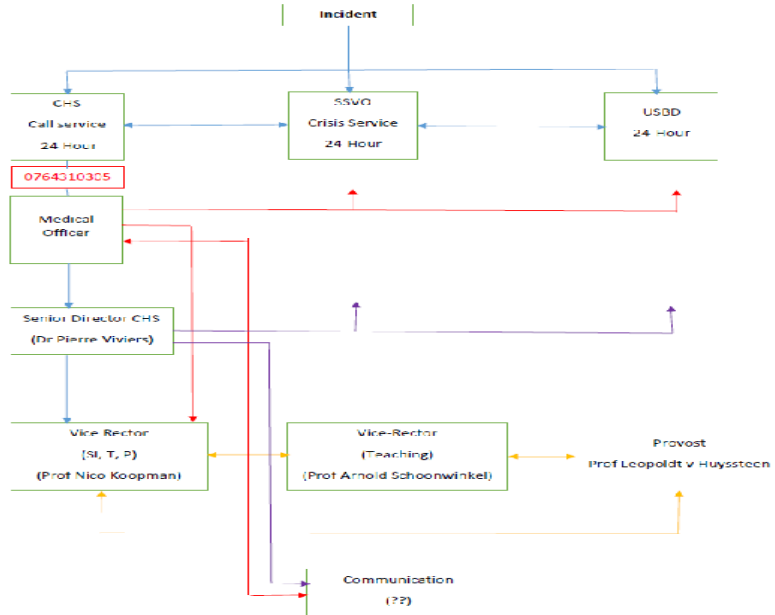 Incident
CHS
Call service
24 Hour
SSVO
Crisis Service
24 Hour
USBD
24 Hour
0764310305
Medical
Officer
Senior Director CHS
(Dr Pierre Viviers)
Vice Rector
(SI, T, P)
(Prof Nico Koopman)
Vice-Rector
(Teaching)
(Prof Arnold Schoonwinkel)
Provost
Prof Leopoldt v Huyssteen
Communication
(??)